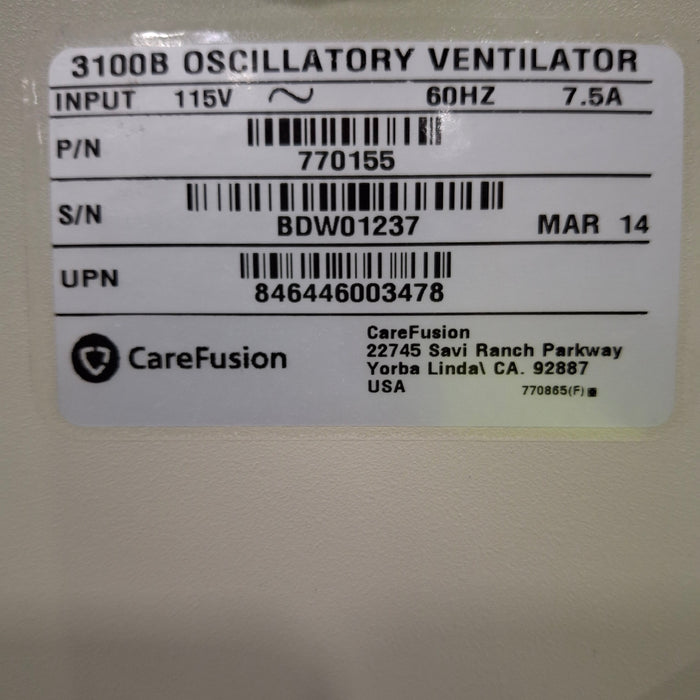 3100B OSCILLATORY VENTILATOR
INPUT 115V ~ 60HZ 7.5A
P/N 770155
S/N BDW01237 MAR 14
UPN 846446003478
CareFusion
CareFusion
22745 Savi Ranch Parkway
Yorba Linda\ CA. 92887
USA 770865(F)